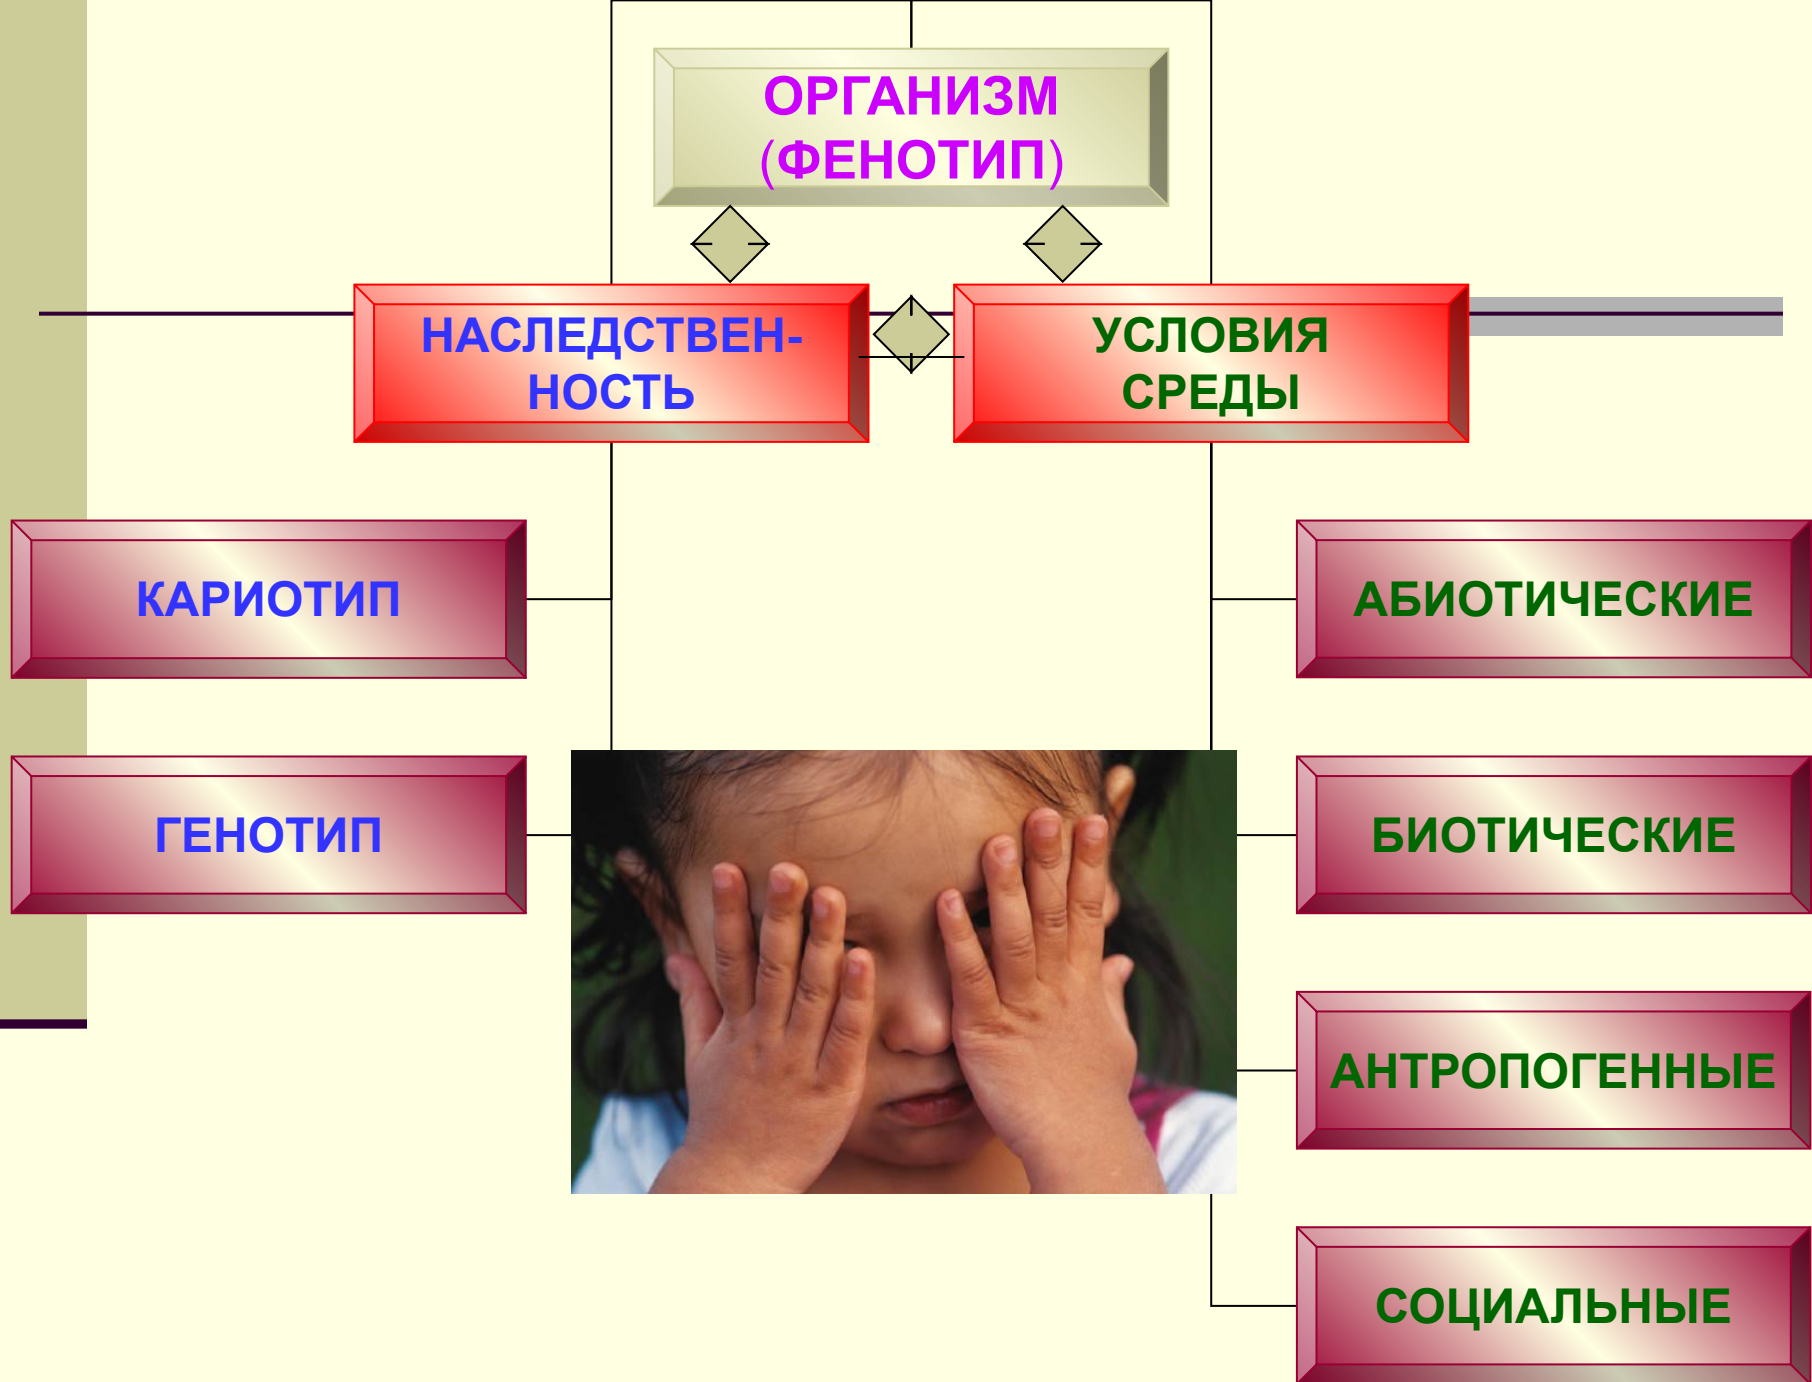 ОРГАНИЗМ
(ФЕНОТИП)
НАСЛЕДСТВЕН-
НОСТЬ
УСЛОВИЯ
СРЕДЫ
КАРИОТИП
АБИОТИЧЕСКИЕ
ГЕНОТИП
БИОТИЧЕСКИЕ
АНТРОПОГЕННЫЕ
СОЦИАЛЬНЫЕ